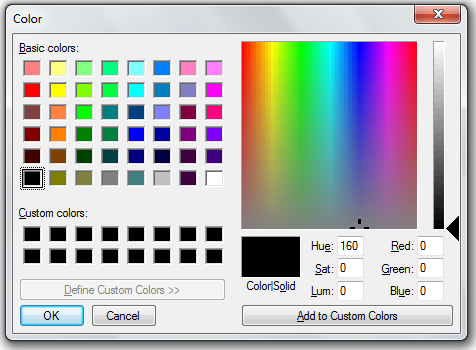 Color
Basic colors:
Custom colors:
Define Custom Colors >>
OK
Cancel
Color|Solid
Hue: 160
Sat: 0
Lum: 0
Red: 0
Green: 0
Blue: 0
Add to Custom Colors